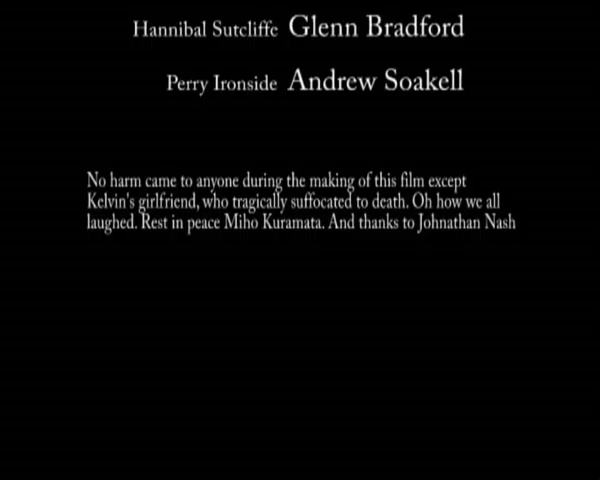 Hannibal Sutcliffe Glenn Bradford
Perry Ironside Andrew Soakell
No harm came to anyone during the making of this film except
Kelvin's girlfriend, who tragically suffocated to death. Oh how we all
laughed. Rest in peace Miho Kuramata. And thanks to Johnathan Nash